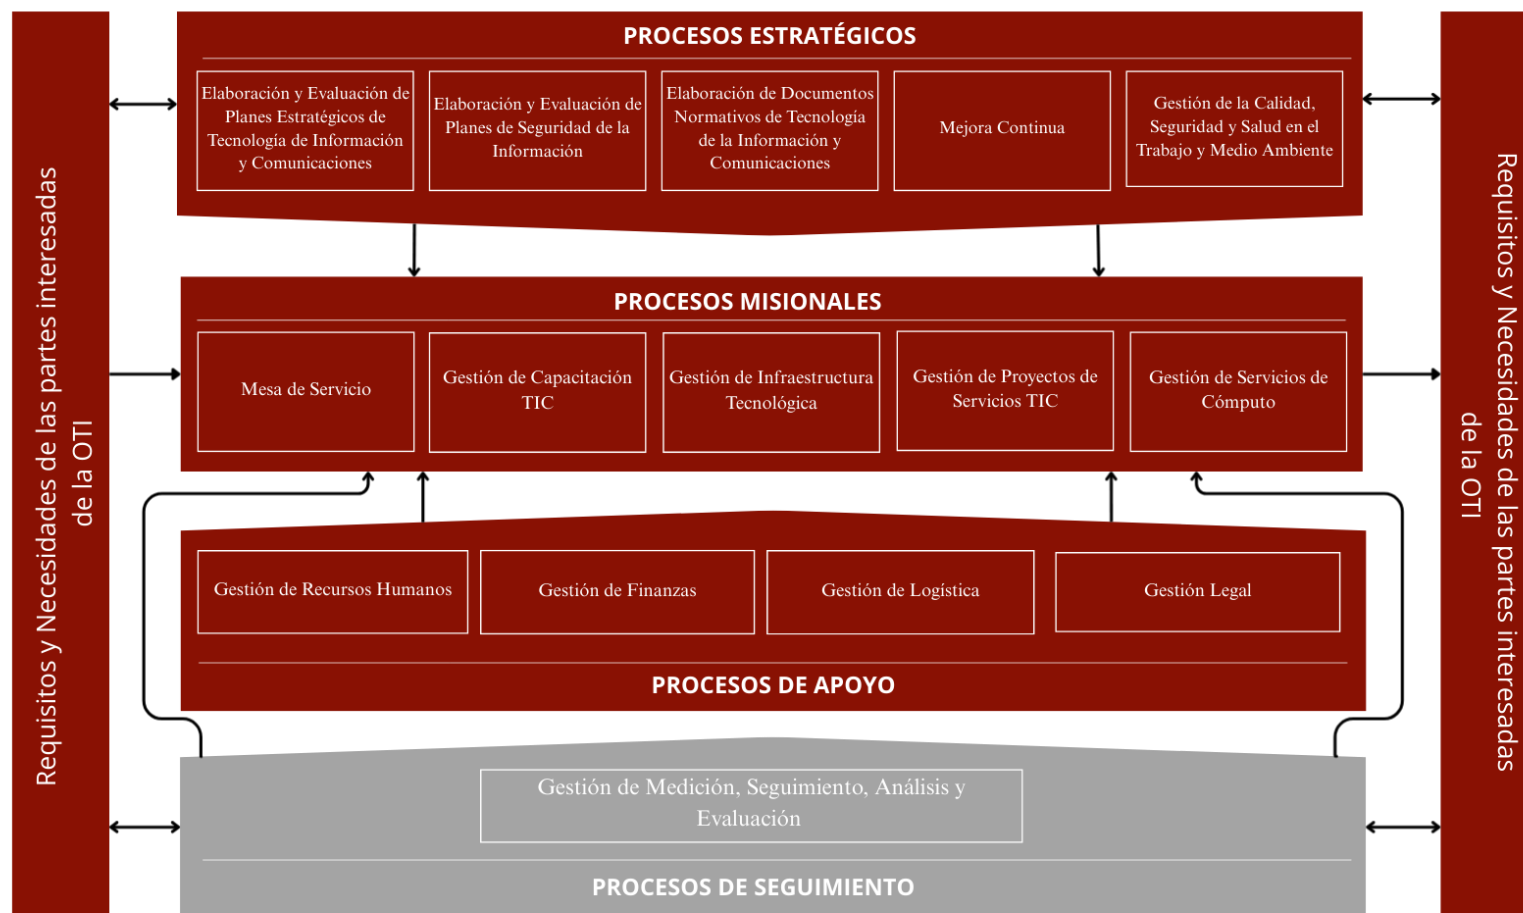 Requisitos y Necesidades de las partes interesadas
de la OTI
PROCESOS ESTRATÉGICOS
Elaboración y Evaluación de
Planes Estratégicos de
Tecnología de Información
y Comunicaciones
Elaboración y Evaluación de
Planes de Seguridad de la
Información
Elaboración de Documentos
Normativos de Tecnología
de la Información y
Comunicaciones
Mejora Continua
Gestión de la Calidad,
Seguridad y Salud en el
Trabajo y Medio Ambiente
PROCESOS MISIONALES
Mesa de Servicio
Gestión de Capacitación
TIC
Gestión de Infraestructura
Tecnológica
Gestión de Proyectos de
Servicios TIC
Gestión de Servicios de
Cómputo
Gestión de Recursos Humanos
Gestión de Finanzas
Gestión de Logística
Gestión Legal
PROCESOS DE APOYO
Gestión de Medición, Seguimiento, Análisis y
Evaluación
PROCESOS DE SEGUIMIENTO
Requisitos y Necesidades de las partes interesadas
de la OTI